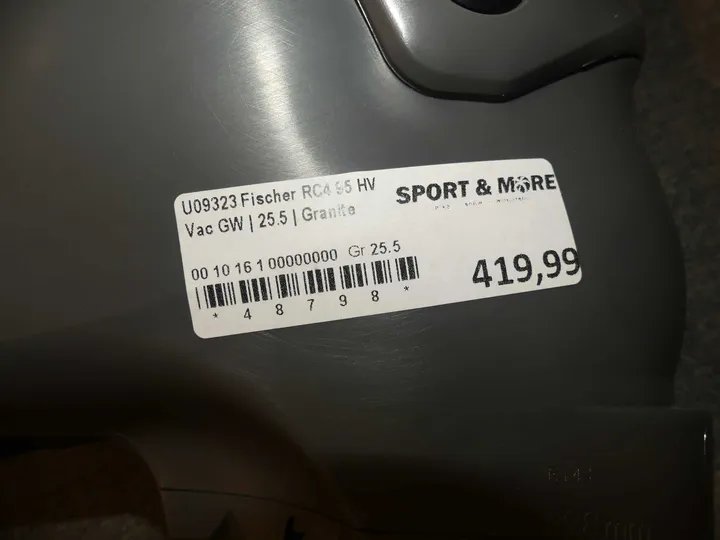 U09323 Fischer RC4 95 HV
Vac GW | 25.5 | Granite
SPORT & MORE
00 10 16 1 00000000 Gr 25.5
* 4 8 7 9 8 *
419,99